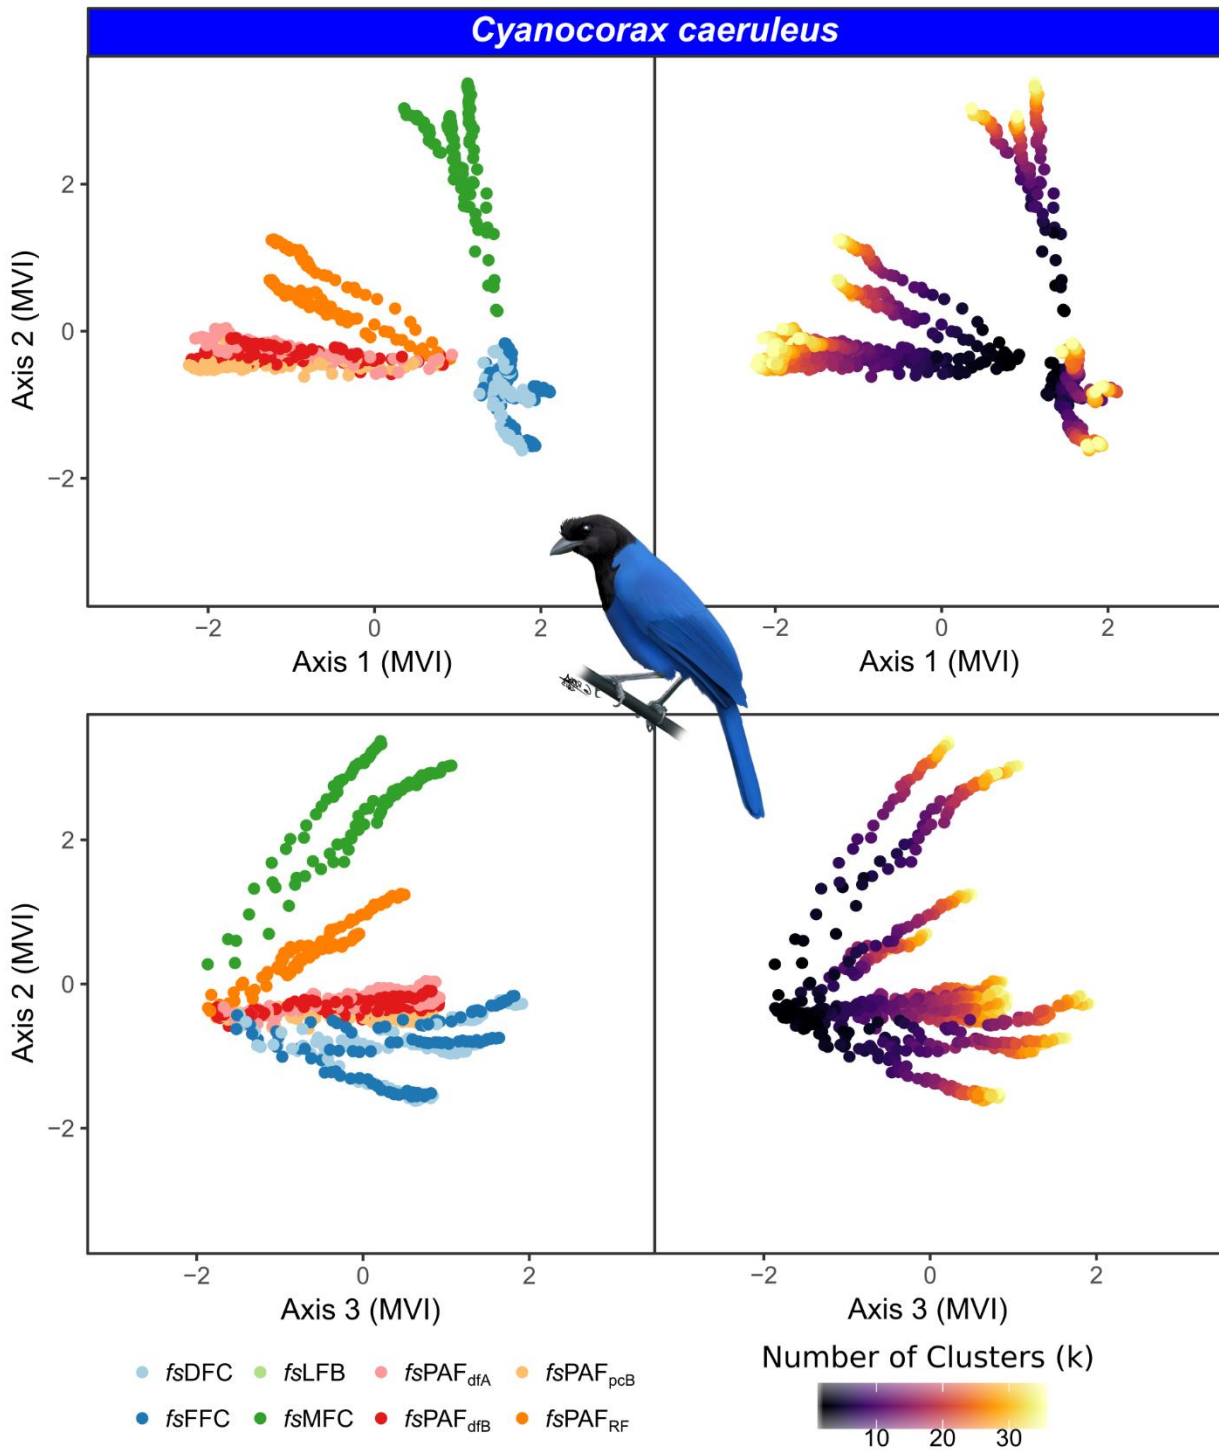 Cyanocorax caeruleus
Axis 2 (MVI)
2
0
−2
−2 0 2
Axis 1 (MVI)
−2 0 2
Axis 1 (MVI)
Axis 2 (MVI)
2
0
−2
−2 0 2
Axis 3 (MVI)
−2 0 2
Axis 3 (MVI)
fsDFC fsLFB fsPAFdfA fsPAFpcB
fsFFC fsMFC fsPAFdfB fsPAFRF
Number of Clusters (k)
10 20 30